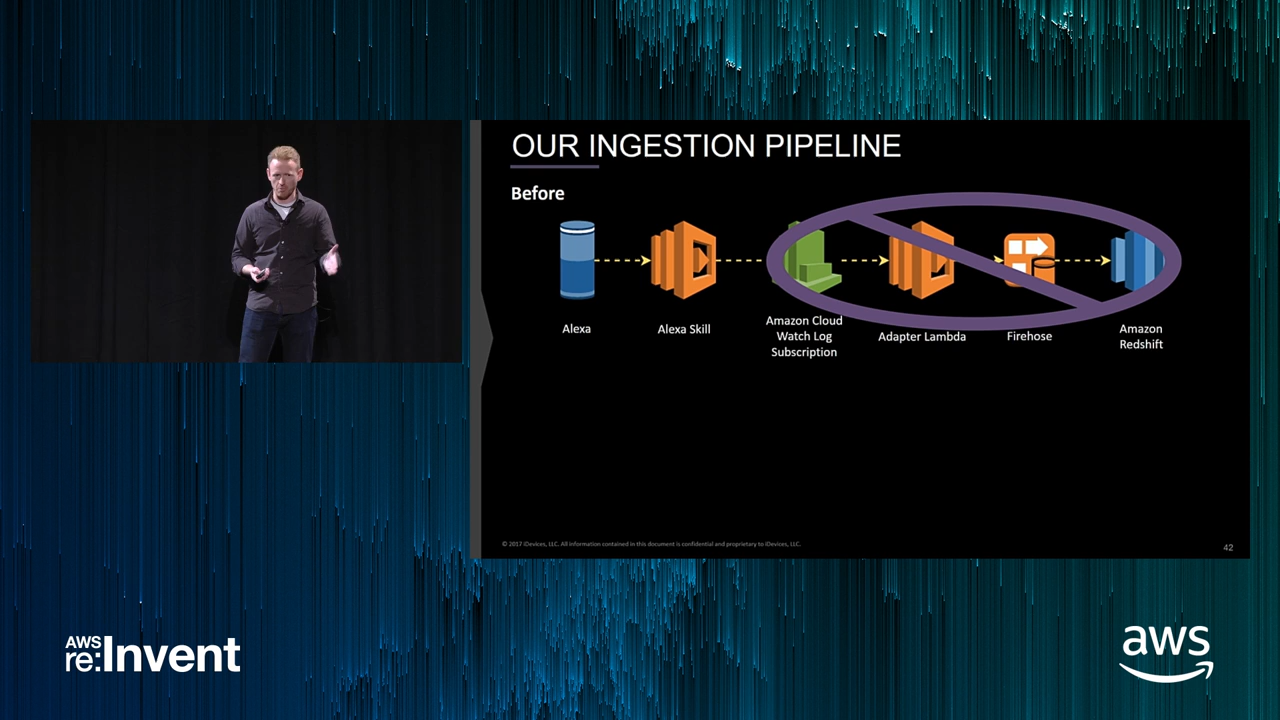 OUR INGESTION PIPELINE
Before
Alexa
Alexa Skill
Amazon Cloud
Watch Log
Subscription
Adapter Lambda
Firehose
Amazon
Redshift
© 2017 iDevices, LLC. All information contained in this document is confidential and proprietary to iDevices, LLC.
42
AWS
re:Invent
aws